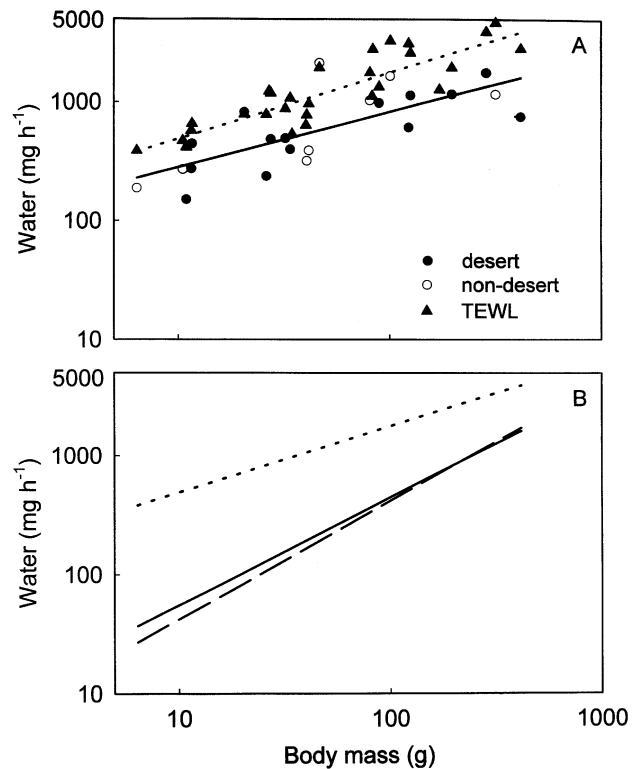 5000
A
1000
Water (mg h⁻¹)
100
desert
non-desert
TEWL
10
5000
B
1000
Water (mg h⁻¹)
100
10
10 100 1000
Body mass (g)